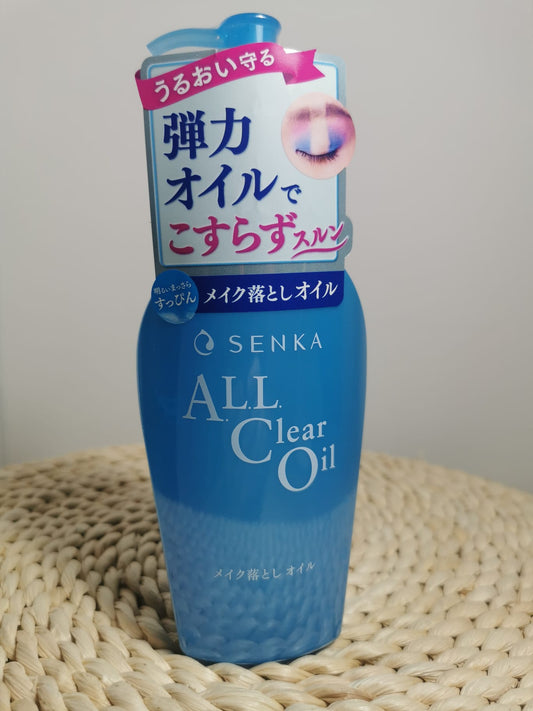 うるおい守る
弾力
オイルで
こすらずスルン
明るいまっさら
すっぴん
メイク落としオイル
SENKA
A.L.L.
Clear
Oil
メイク落とし オイル